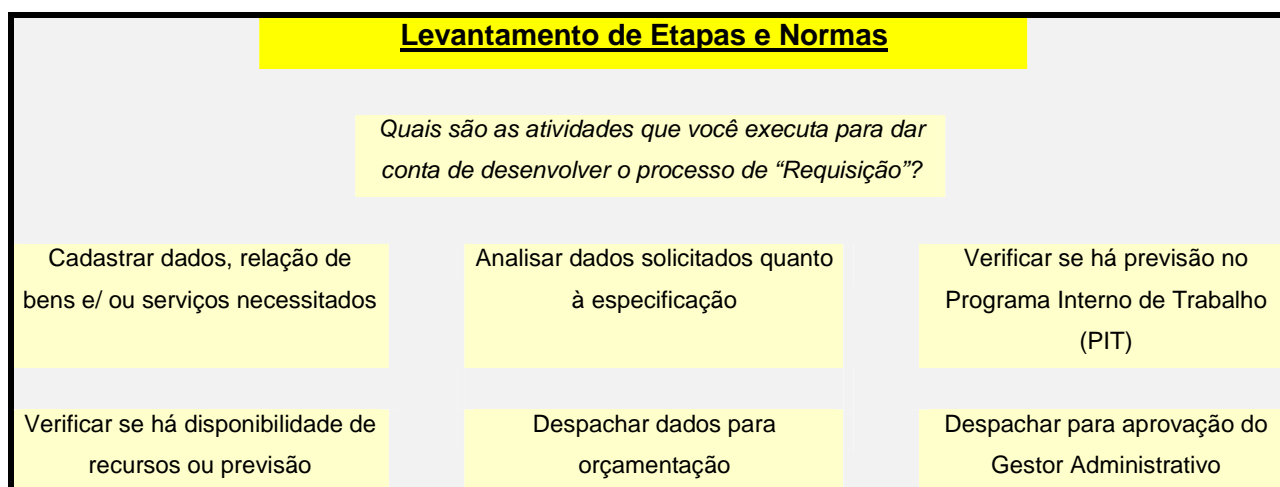 Levantamento de Etapas e Normas
Quais são as atividades que você executa para dar
conta de desenvolver o processo de “Requisição”?
Cadastrar dados, relação de
bens e/ ou serviços necessitados
Analisar dados solicitados quanto
à especificação
Verificar se há previsão no
Programa Interno de Trabalho
(PIT)
Verificar se há disponibilidade de
recursos ou previsão
Despachar dados para
orçamentação
Despachar para aprovação do
Gestor Administrativo